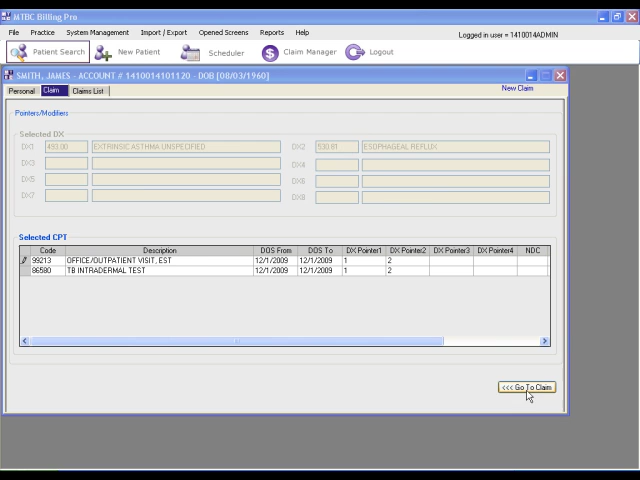 MTBC Billing Pro
File Practice System Management Import / Export Opened Screens Reports Help Logged in user = 1410014ADMIN
Patient Search New Patient Scheduler Claim Manager Logout
SMITH, JAMES - ACCOUNT # 1410014101120 - DOB [08/03/1960]
Personal Claim Claims List New Claim
Pointers/Modifiers
Selected DX
DX1 493.00 EXTRINSIC ASTHMA UNSPECIFIED DX2 530.81 ESOPHAGEAL REFLUX
DX3 DX4
DX5 DX6
DX7 DX8
Selected CPT
Code Description DOS From DOS To DX Pointer1 DX Pointer2 DX Pointer3 DX Pointer4 NDC
99213 OFFICE/OUTPATIENT VISIT, EST 12/1/2009 12/1/2009 1 2
86580 TB INTRADERMAL TEST 12/1/2009 12/1/2009 1 2
<<< Go To Claim